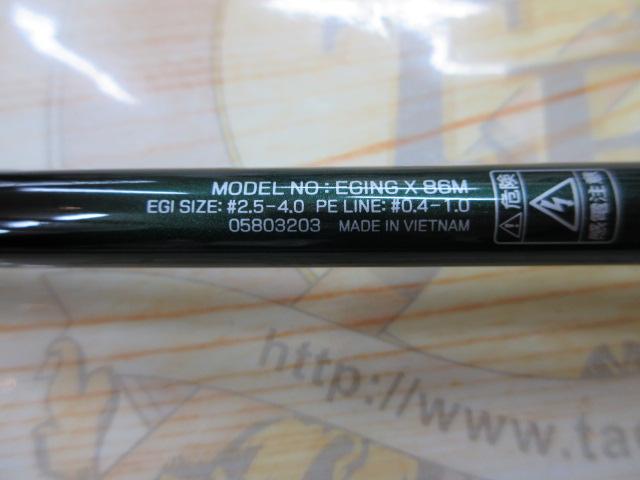 MODEL NO : EGING X 86M
EGI SIZE: #2.5-4.0 PE LINE: #0.4-1.0
05803203 MADE IN VIETNAM
危険
感電注意
http://www.tas